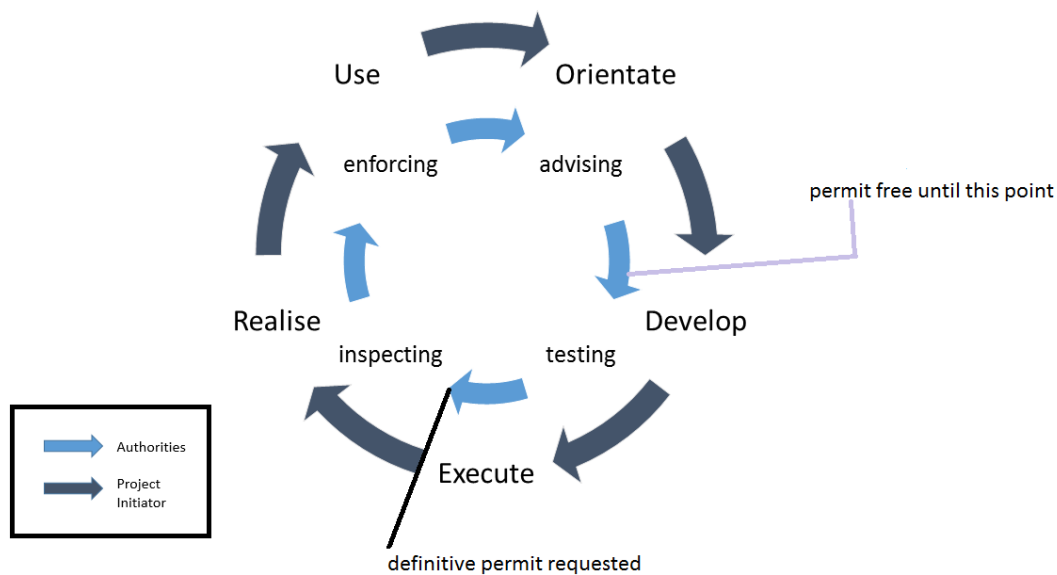 Use
Orientate
enforcing
advising
permit free until this point
Realise
Develop
inspecting
testing
Authorities
Project
Initiator
Execute
definitive permit requested